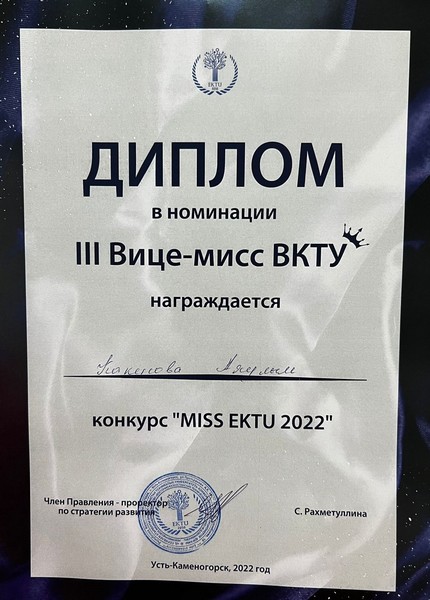 EKTU
ДИПЛОМ
в номинации
III Вице-мисс ВКТУ
награждается
конкурс "MISS EKTU 2022"
Член Правления - проректор
по стратегии развития
С. Рахметуллина
EKTU
Усть-Каменогорск, 2022 год